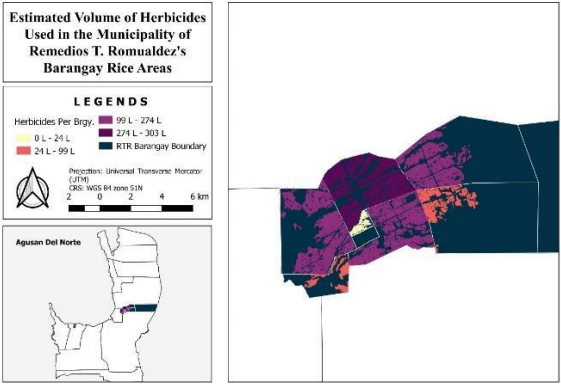 Estimated Volume of Herbicides
Used in the Municipality of
Remedios T. Romualdez's
Barangay Rice Areas
LEGENDS
Herbicides Per Brgy.
0 L - 24 L
24 L - 99 L
99 L - 274 L
274 L - 303 L
RTR Barangay Boundary
Projection: Universal Transverse Mercator
(UTM)
CRS: WGS 84 zone 51N
2 0 2 4 6 km
Agusan Del Norte